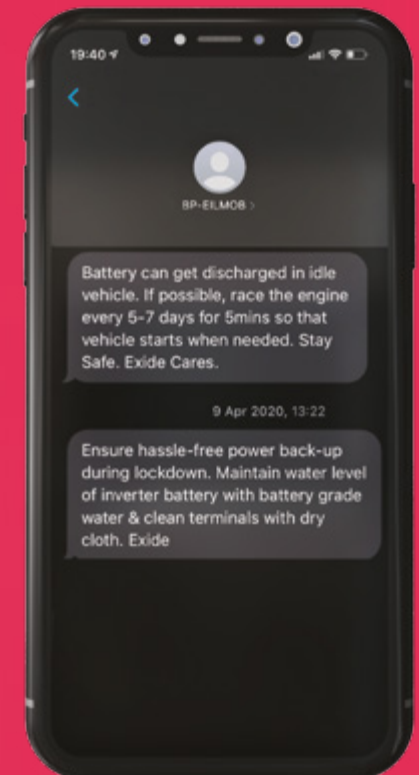 19:40
BP-EILMOB >
Battery can get discharged in idle
vehicle. If possible, race the engine
every 5-7 days for 5mins so that
vehicle starts when needed. Stay
Safe. Exide Cares.
9 Apr 2020, 13:22
Ensure hassle-free power back-up
during lockdown. Maintain water level
of inverter battery with battery grade
water & clean terminals with dry
cloth. Exide